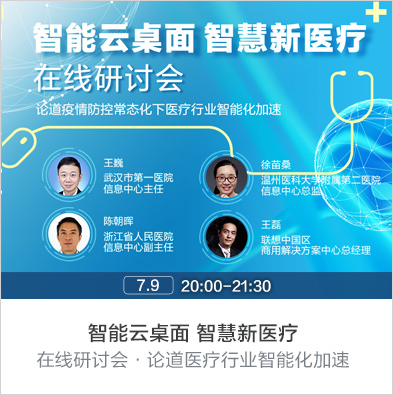 智能云桌面 智慧新医疗
在线研讨会
论道疫情防控常态化下医疗行业智能化加速
王巍
武汉市第一医院
信息中心主任
徐苗桑
温州医科大学附属第二医院
信息中心总监
陈朝晖
浙江省人民医院
信息中心副主任
王磊
联想中国区
商用解决方案中心总经理
7.9 20:00-21:30
智能云桌面 智慧新医疗
在线研讨会 · 论道医疗行业智能化加速